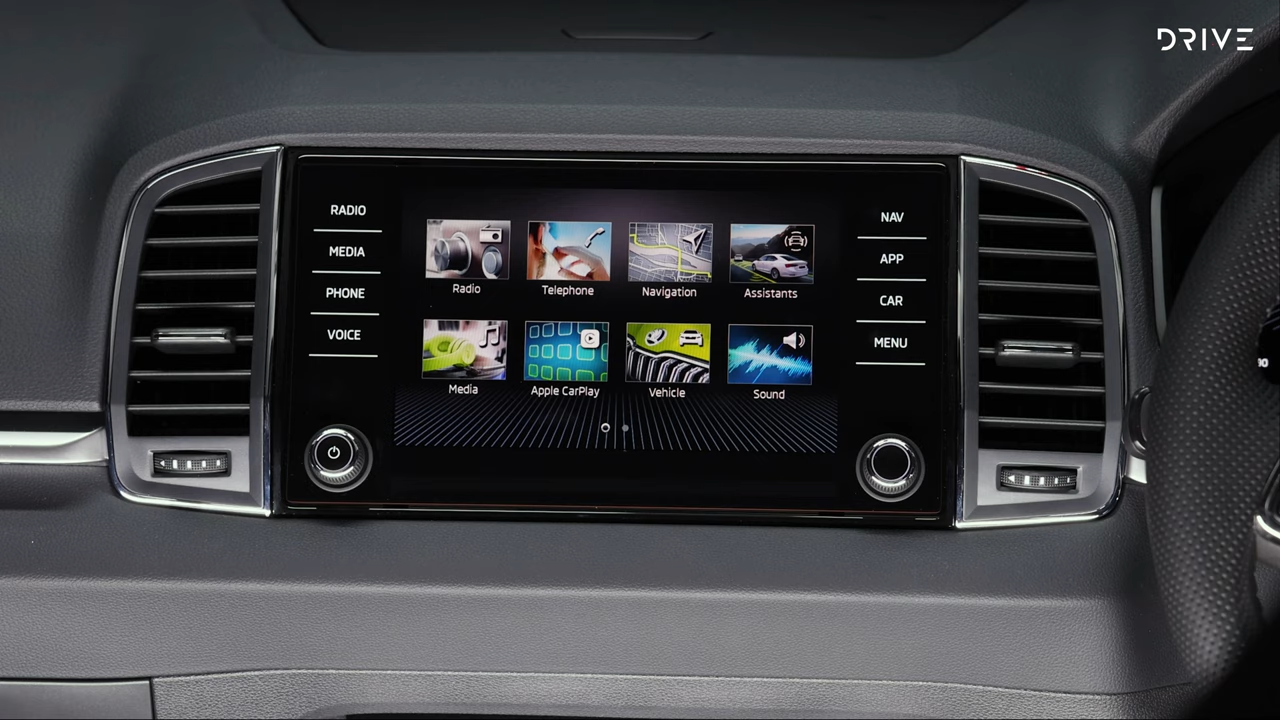 DRIVE
RADIO
MEDIA
PHONE
VOICE
Radio
Telephone
Navigation
Assistants
Media
Apple CarPlay
Vehicle
Sound
NAV
APP
CAR
MENU